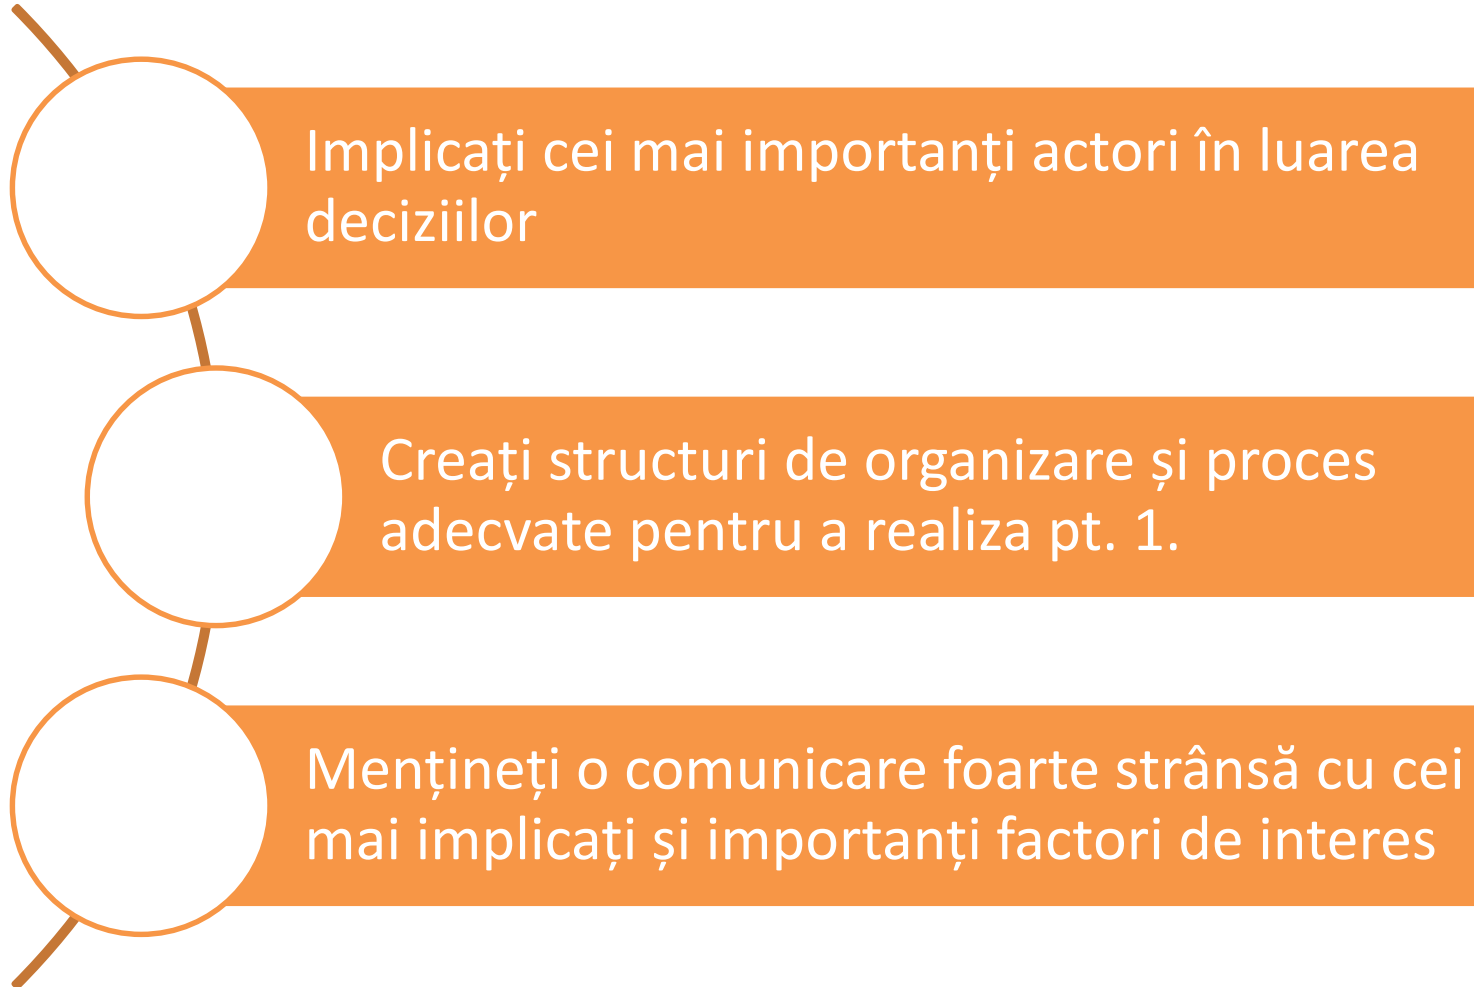 Implicați cei mai importanți actori în luarea
deciziilor
Creați structuri de organizare și proces
adecvate pentru a realiza pt. 1.
Mențineți o comunicare foarte strânsă cu cei
mai implicați și importanți factori de interes